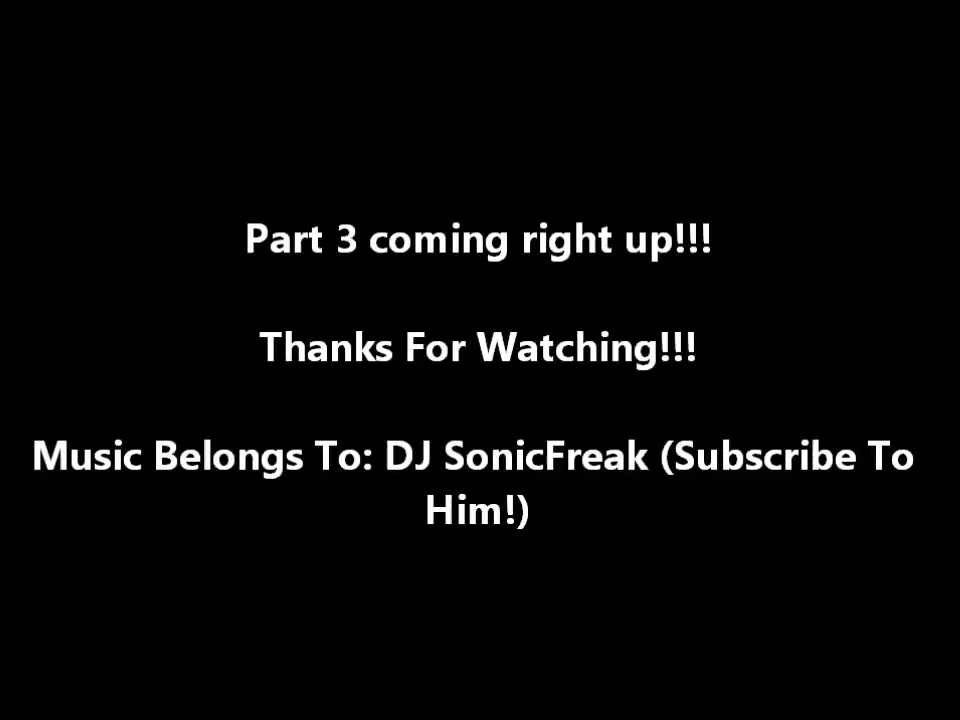 Part 3 coming right up!!!
Thanks For Watching!!!
Music Belongs To: DJ SonicFreak (Subscribe To
Him!)